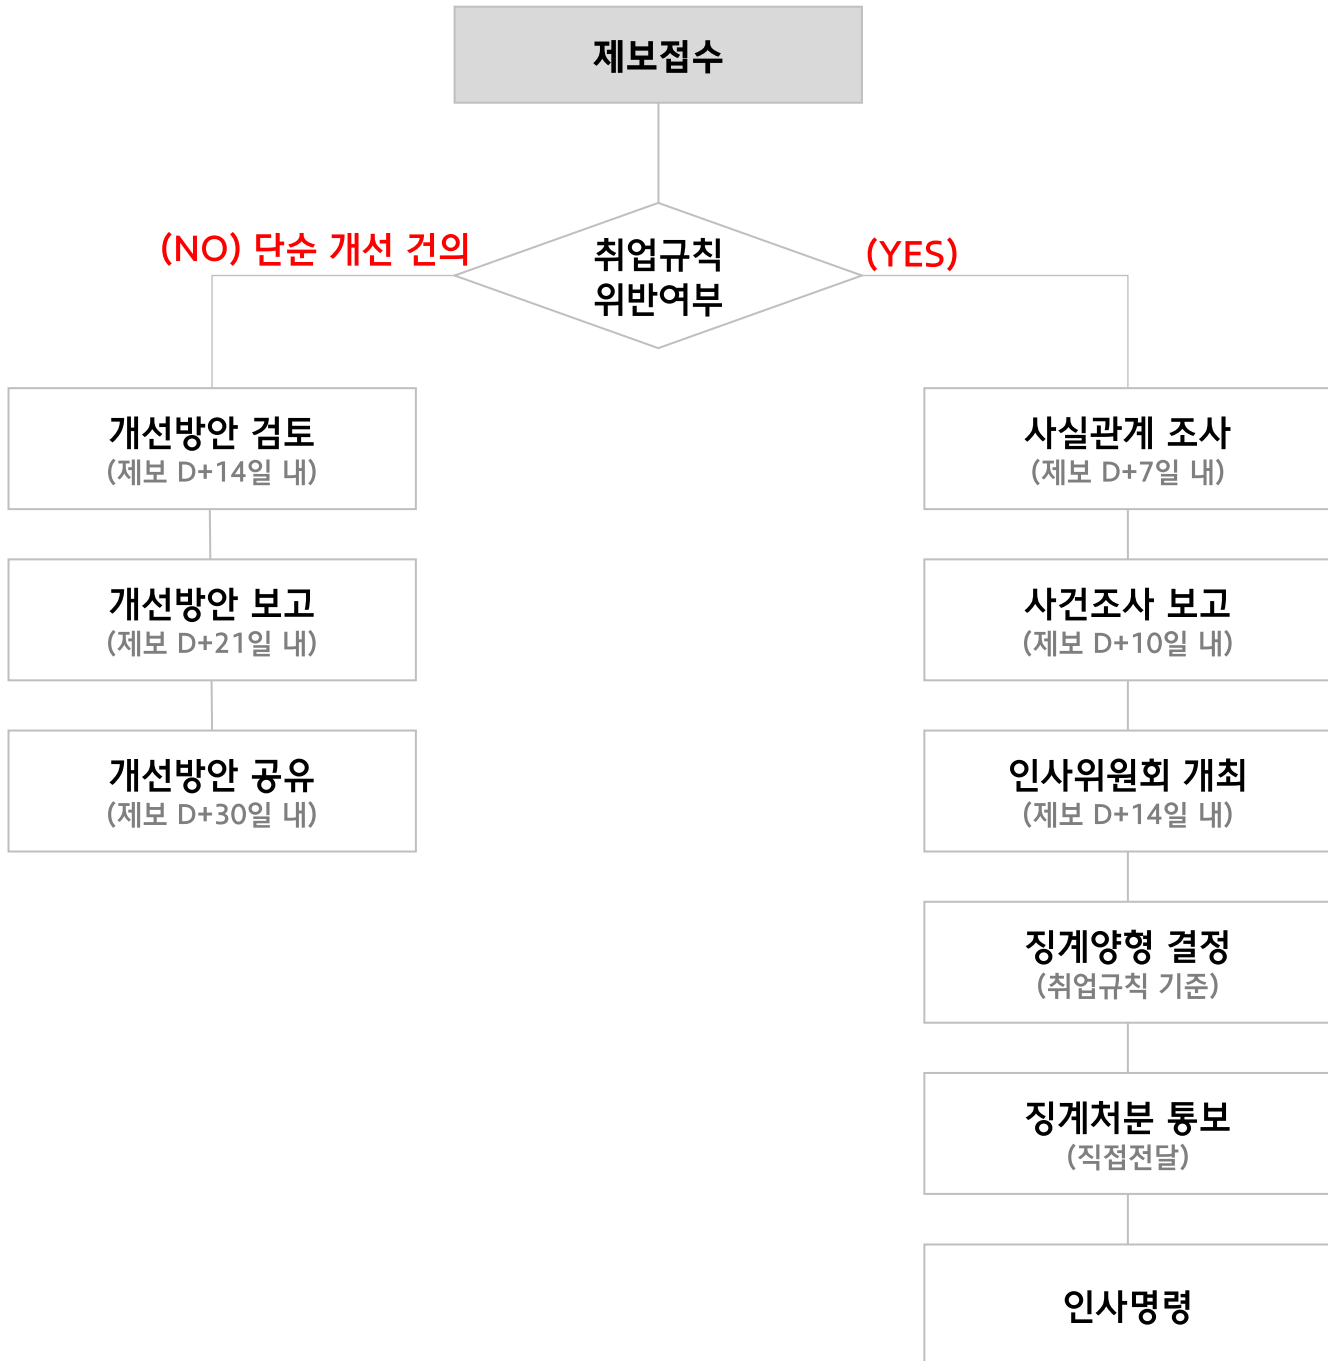 제보접수
(NO) 단순 개선 건의
취업규칙
위반여부
(YES)
개선방안 검토
(제보 D+14일 내)
개선방안 보고
(제보 D+21일 내)
개선방안 공유
(제보 D+30일 내)
사실관계 조사
(제보 D+7일 내)
사건조사 보고
(제보 D+10일 내)
인사위원회 개최
(제보 D+14일 내)
징계양형 결정
(취업규칙 기준)
징계처분 통보
(직접전달)
인사명령